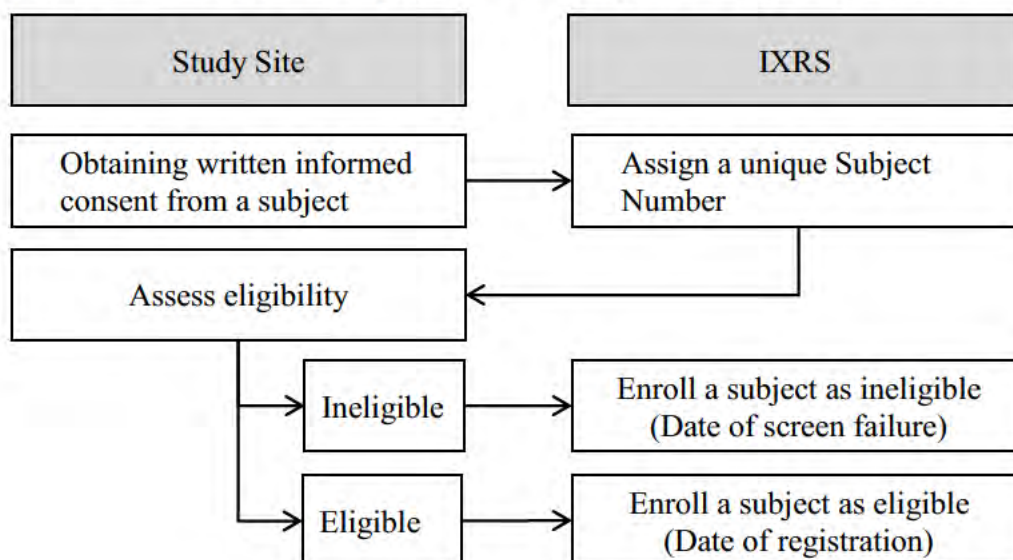 Study Site
IXRS
Obtaining written informed
consent from a subject
Assign a unique Subject
Number
Assess eligibility
Ineligible
Enroll a subject as ineligible
(Date of screen failure)
Eligible
Enroll a subject as eligible
(Date of registration)